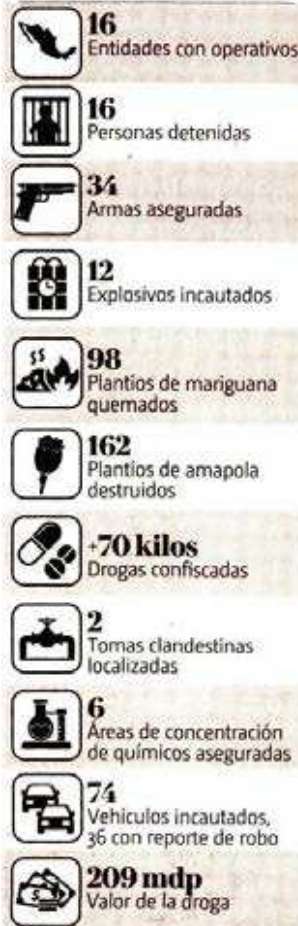 16
Entidades con operativos
16
Personas detenidas
34
Armas aseguradas
12
Explosivos incautados
$$
98
Plantios de mariguana
quemados
162
Plantios de amapola
destruidos
+70 kilos
Drogas confiscadas
2
Tomas clandestinas
localizadas
6
Áreas de concentración
de químicos aseguradas
74
Vehículos incautados,
36 con reporte de robo
209 mdp
Valor de la droga